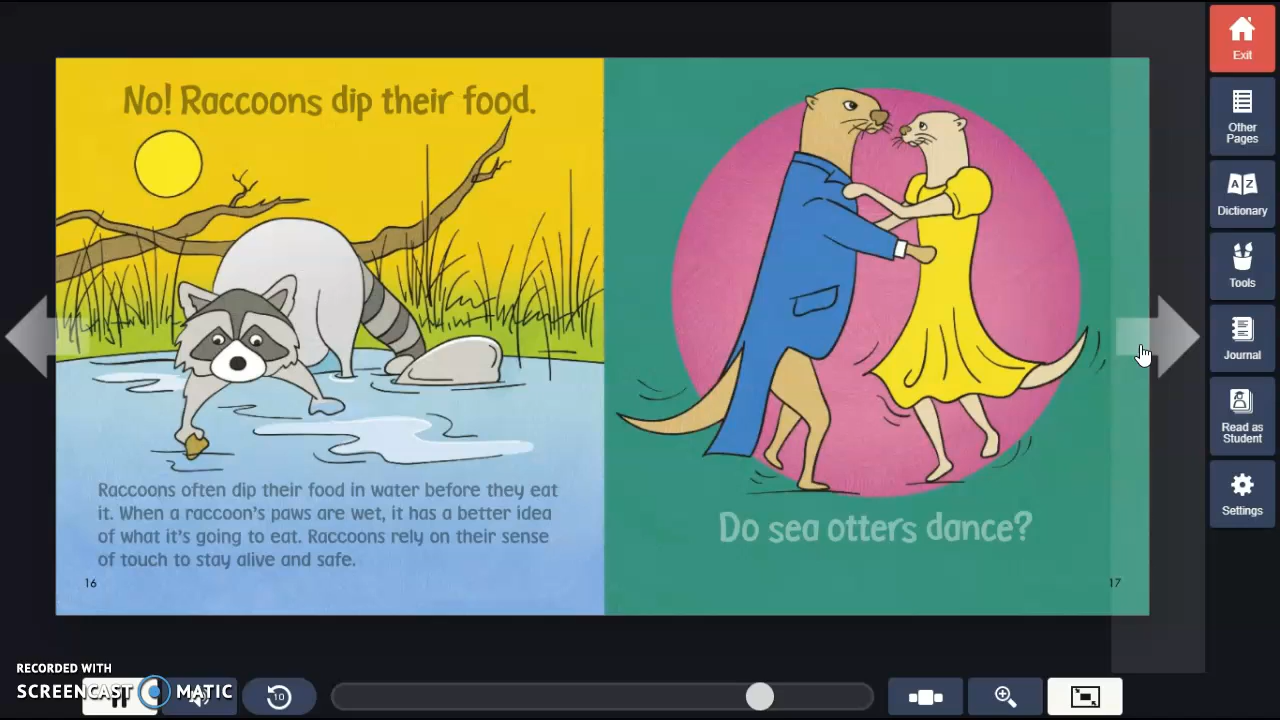 No! Raccoons dip their food.
Raccoons often dip their food in water before they eat
it. When a raccoon's paws are wet, it has a better idea
of what it's going to eat. Raccoons rely on their sense
of touch to stay alive and safe.
16
Do sea otters dance?
17
Exit
Other
Pages
A Z
Dictionary
Tools
Journal
Read as
Student
Settings
RECORDED WITH
SCREENCAST MATIC
10